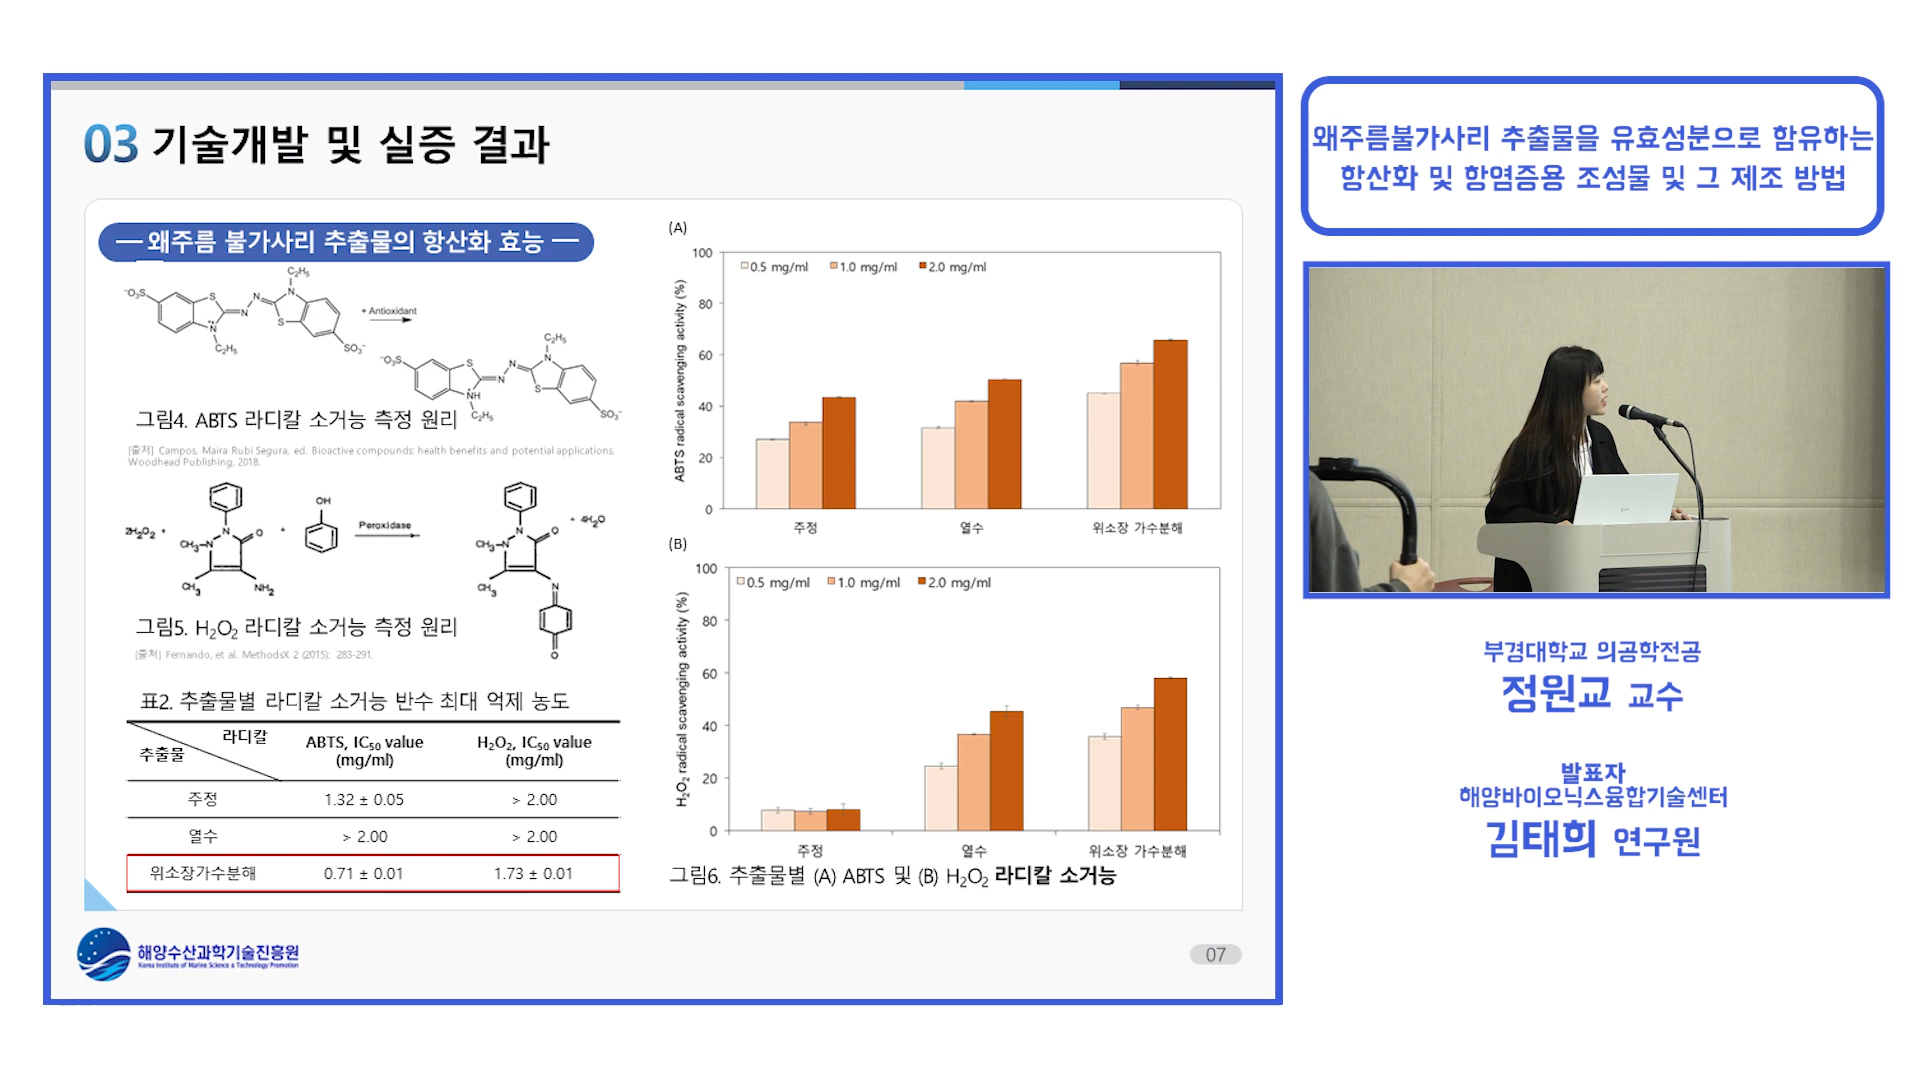 03 기술개발 및 실증 결과
왜주름 불가사리 추출물의 항산화 효능
C₂H₅
⁻O₃S
S
N
N
N
S
N⁺
C₂H₅
SO₃⁻
+ Antioxidant
C₂H₅
⁻O₃S
S
N
N
N
S
NH
C₂H₅
SO₃⁻
그림4. ABTS 라디칼 소거능 측정 원리
[출처] Campos, Maira Rubi Segura, ed. Bioactive compounds: health benefits and potential applications.
Woodhead Publishing, 2018.
2H₂O₂ +
CH₃
N
N
O
CH₃
NH₂
+
OH
Peroxidase
CH₃
N
N
O
CH₃
N
O
+ 4H₂O
그림5. H₂O₂ 라디칼 소거능 측정 원리
[출처] Fernando, et al. MethodsX 2 (2015): 283-291.
표2. 추출물별 라디칼 소거능 반수 최대 억제 농도
라디칼
추출물
ABTS, IC₅₀ value
(mg/ml)
H₂O₂, IC₅₀ value
(mg/ml)
주정 1.32 ± 0.05 > 2.00
열수 > 2.00 > 2.00
위소장가수분해 0.71 ± 0.01 1.73 ± 0.01
(A)
ABTS radical scavenging activity (%)
100
80
60
40
20
0
0.5 mg/ml 1.0 mg/ml 2.0 mg/ml
주정 열수 위소장 가수분해
(B)
H₂O₂ radical scavenging activity (%)
100
80
60
40
20
0
0.5 mg/ml 1.0 mg/ml 2.0 mg/ml
주정 열수 위소장 가수분해
그림6. 추출물별 (A) ABTS 및 (B) H₂O₂ 라디칼 소거능
해양수산과학기술진흥원
Korea Institute of Marine Science & Technology Promotion
07
왜주름불가사리 추출물을 유효성분으로 함유하는
항산화 및 항염증용 조성물 및 그 제조 방법
부경대학교 의공학전공
정원교 교수
발표자
해양바이오닉스융합기술센터
김태희 연구원